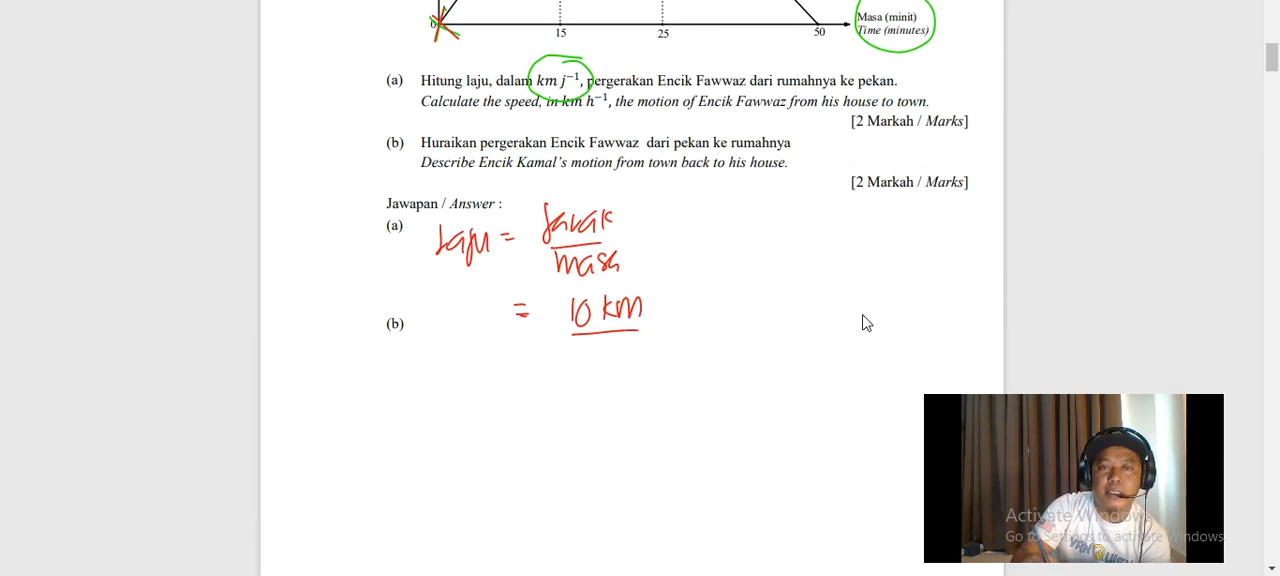 0
15
25
50
Masa (minit)
Time (minutes)
(a) Hitung laju, dalam km j⁻¹, pergerakan Encik Fawwaz dari rumahnya ke pekan.
Calculate the speed, in km h⁻¹, the motion of Encik Fawwaz from his house to town.
[2 Markah / Marks]
(b) Huraikan pergerakan Encik Fawwaz dari pekan ke rumahnya
Describe Encik Kamal's motion from town back to his house.
[2 Markah / Marks]
Jawapan / Answer :
(a) Laju = Jarak
masa
= 10 km
(b)
Activate Windows
Go to Settings to activate Windows